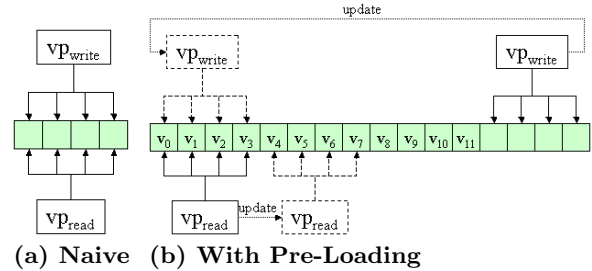 update
vp_write
vp_write
vp_write
v_0 v_1 v_2 v_3 v_4 v_5 v_6 v_7 v_8 v_9 v_10 v_11
update
vp_read
vp_read
vp_read
(a) Naive (b) With Pre-Loading